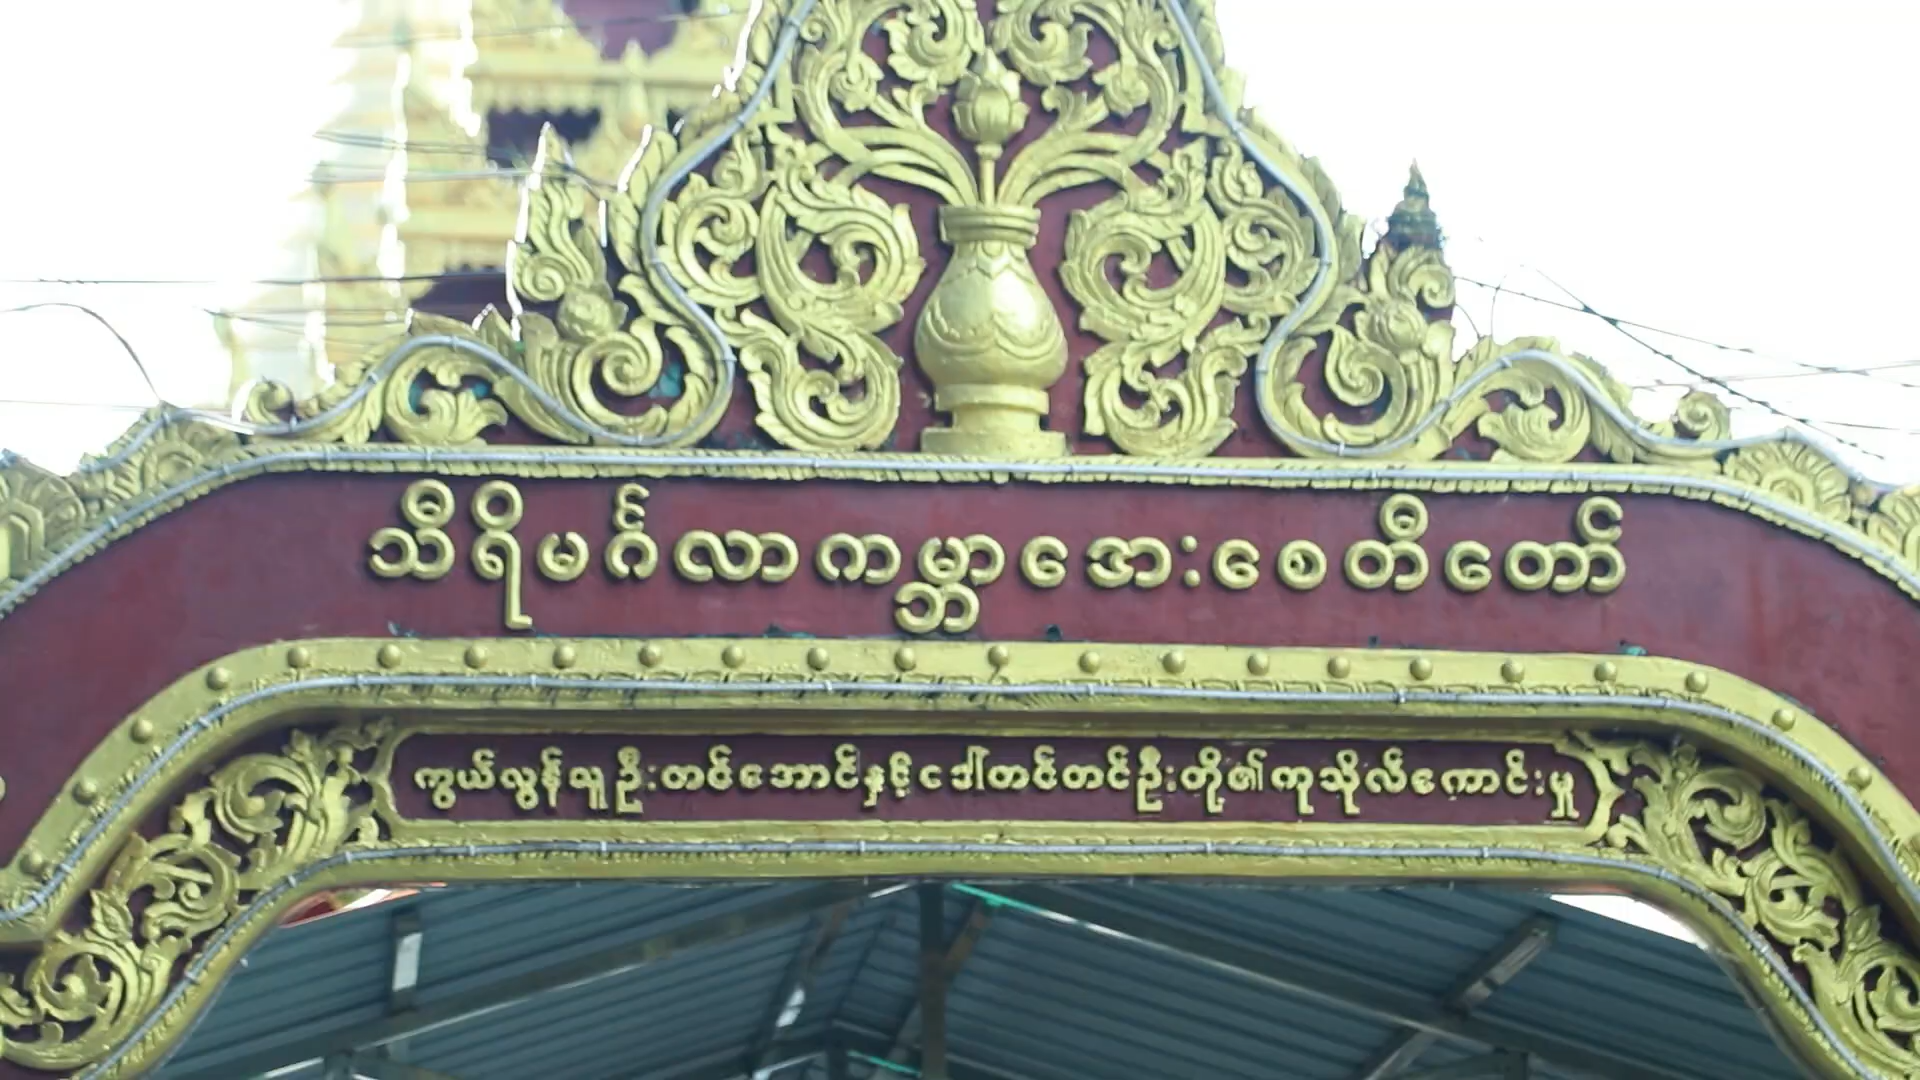 သီရိမင်္ဂလာကမ္ဘာအေးစေတီတော်
ကွယ်လွန်သူဦးတင်အောင်နှင့်ဒေါ်တင်တင်ဦးတို့၏ကုသိုလ်ကောင်းမှု